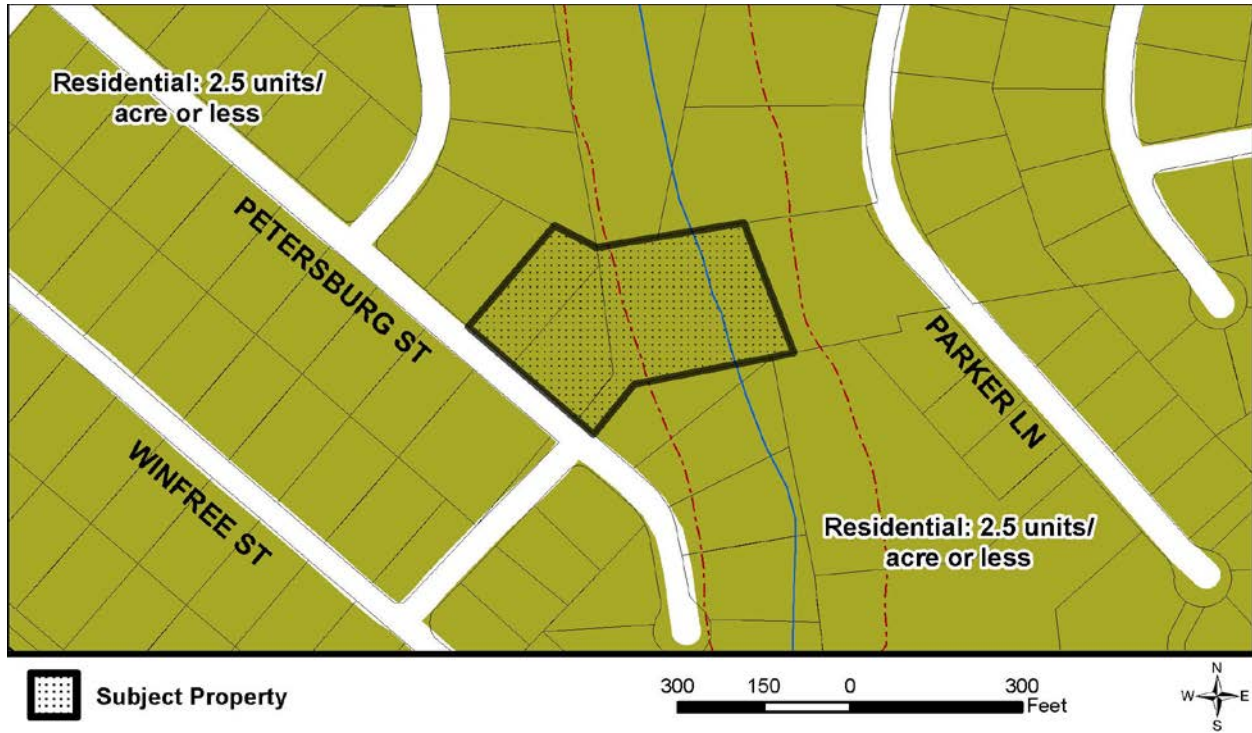 Residential: 2.5 units/
acre or less
PETERSBURG ST
WINFREE ST
PARKER LN
Residential: 2.5 units/
acre or less
Subject Property
300 150 0 300
Feet
N
W E
S